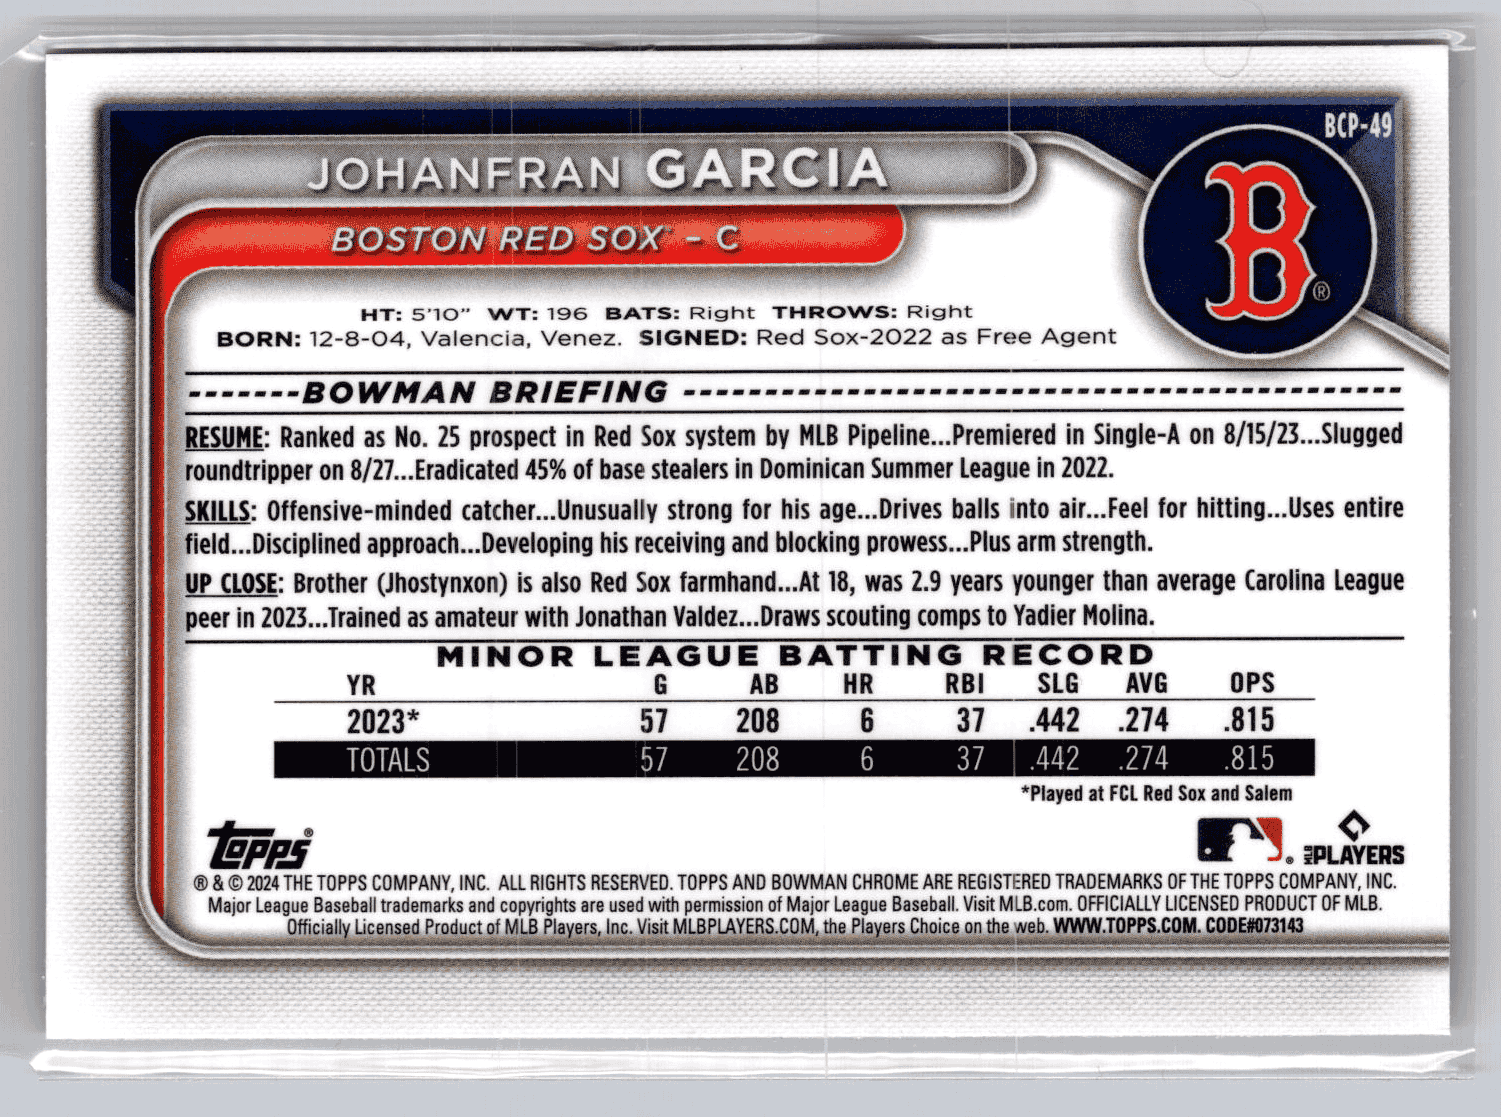 BCP-49
JOHANFRAN GARCIA
BOSTON RED SOX™ - C
B®
HT: 5'10" WT: 196 BATS: Right THROWS: Right
BORN: 12-8-04, Valencia, Venez. SIGNED: Red Sox-2022 as Free Agent
-------BOWMAN BRIEFING ----------------------------------------------
RESUME: Ranked as No. 25 prospect in Red Sox system by MLB Pipeline...Premiered in Single-A on 8/15/23...Slugged
roundtripper on 8/27...Eradicated 45% of base stealers in Dominican Summer League in 2022.
SKILLS: Offensive-minded catcher...Unusually strong for his age...Drives balls into air...Feel for hitting...Uses entire
field...Disciplined approach...Developing his receiving and blocking prowess...Plus arm strength.
UP CLOSE: Brother (Jhostynxon) is also Red Sox farmhand...At 18, was 2.9 years younger than average Carolina League
peer in 2023...Trained as amateur with Jonathan Valdez...Draws scouting comps to Yadier Molina.
MINOR LEAGUE BATTING RECORD
YR G AB HR RBI SLG AVG OPS
2023* 57 208 6 37 .442 .274 .815
TOTALS 57 208 6 37 .442 .274 .815
*Played at FCL Red Sox and Salem
Topps® ® MLB PLAYERS
® & © 2024 THE TOPPS COMPANY, INC. ALL RIGHTS RESERVED. TOPPS AND BOWMAN CHROME ARE REGISTERED TRADEMARKS OF THE TOPPS COMPANY, INC.
Major League Baseball trademarks and copyrights are used with permission of Major League Baseball. Visit MLB.com. OFFICIALLY LICENSED PRODUCT OF MLB.
Officially Licensed Product of MLB Players, Inc. Visit MLBPLAYERS.COM, the Players Choice on the web. WWW.TOPPS.COM. CODE#073143